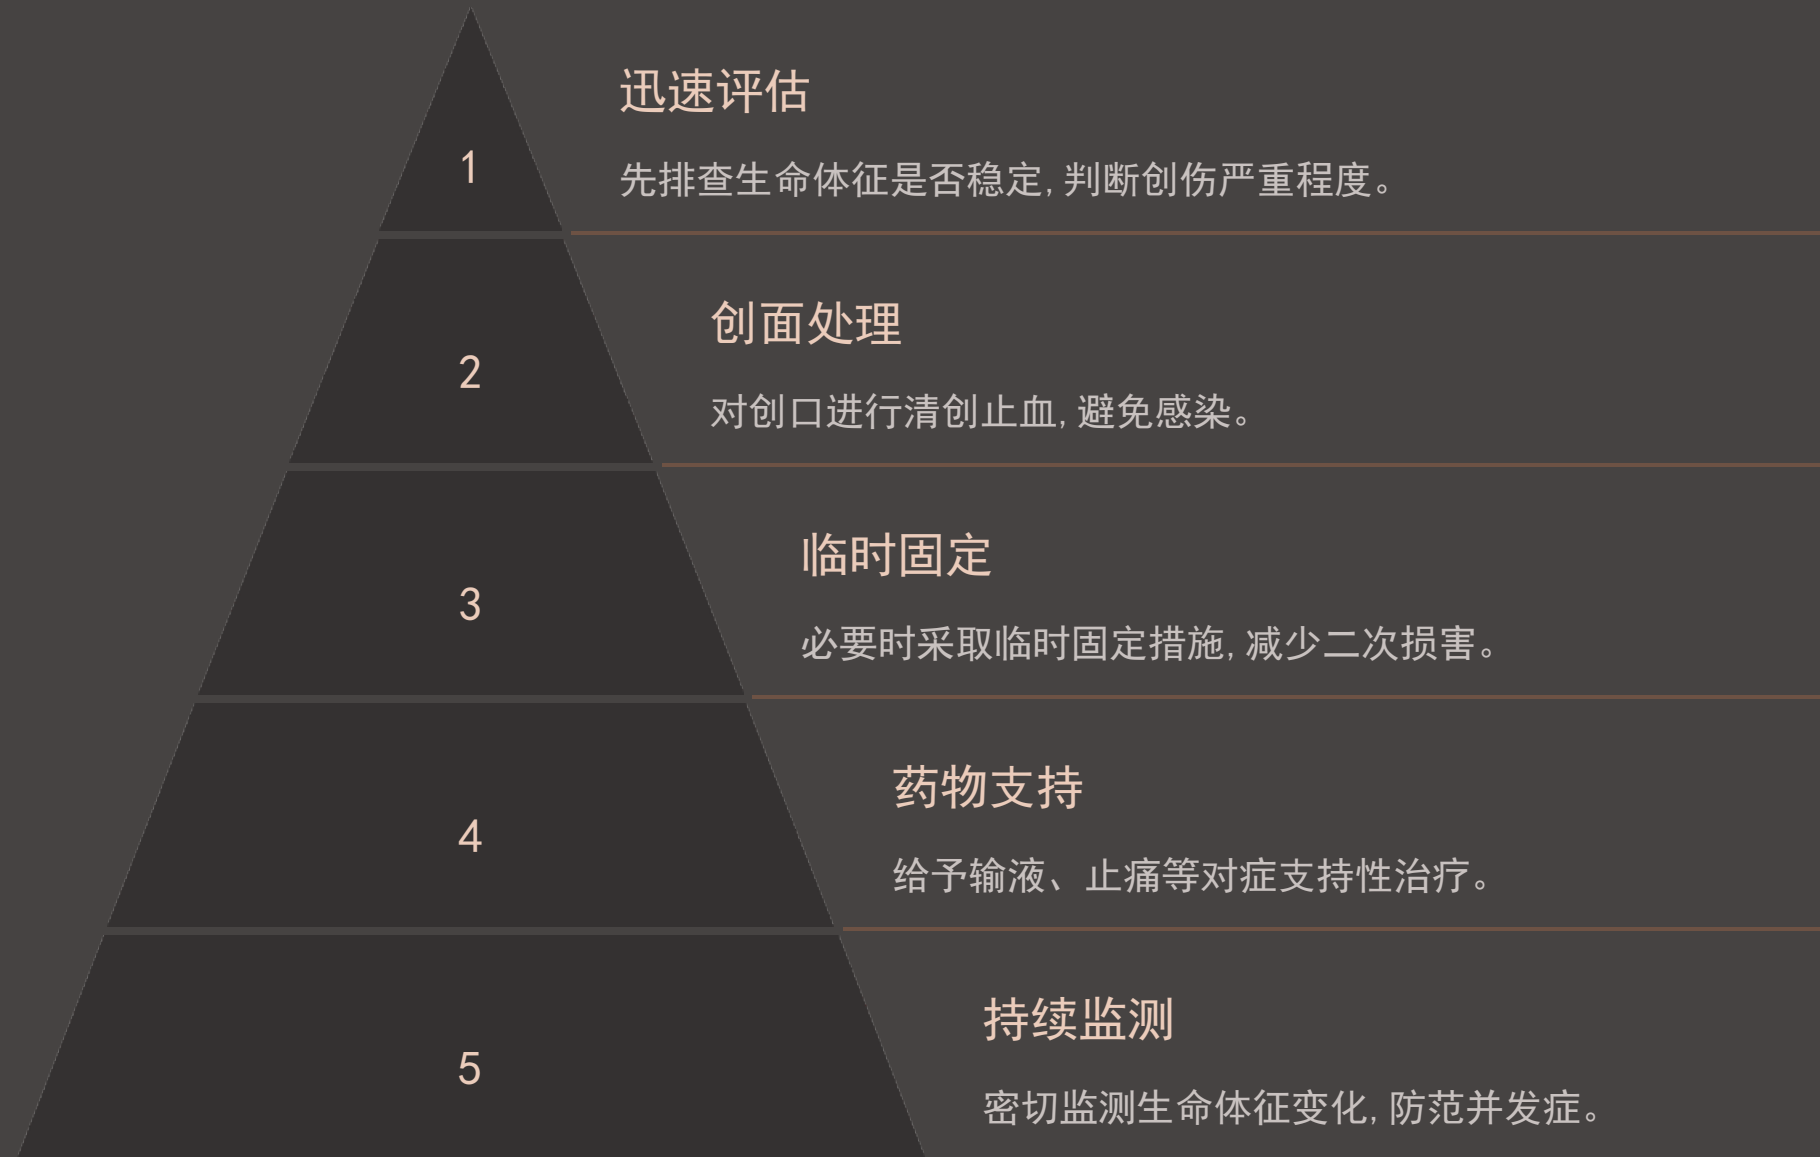 1
迅速评估
先排查生命体征是否稳定,判断创伤严重程度。
2
创面处理
对创口进行清创止血,避免感染。
3
临时固定
必要时采取临时固定措施,减少二次损害。
4
药物支持
给予输液、止痛等对症支持性治疗。
5
持续监测
密切监测生命体征变化,防范并发症。